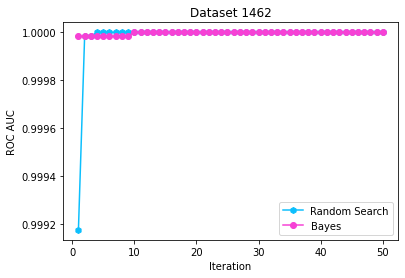 Dataset 1462
ROC AUC
1.0000
0.9998
0.9996
0.9994
0.9992
0
10
20
30
40
50
Iteration
Random Search
Bayes